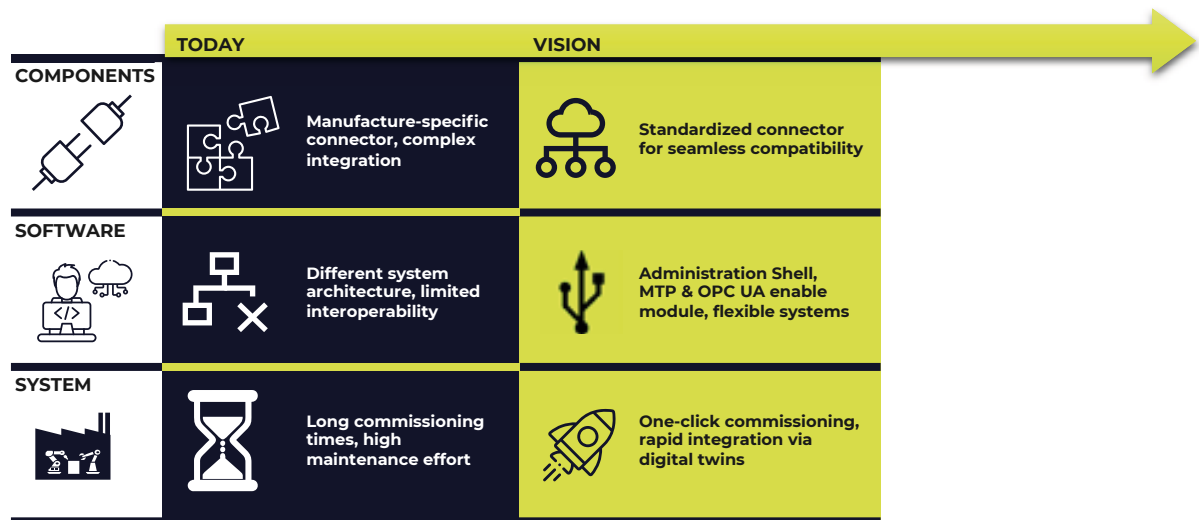 TODAY
VISION
COMPONENTS
Manufacture-specific
connector, complex
integration
Standardized connector
for seamless compatibility
SOFTWARE
</>
Different system
architecture, limited
interoperability
Administration Shell,
MTP & OPC UA enable
module, flexible systems
SYSTEM
Long commissioning
times, high
maintenance effort
One-click commissioning,
rapid integration via
digital twins